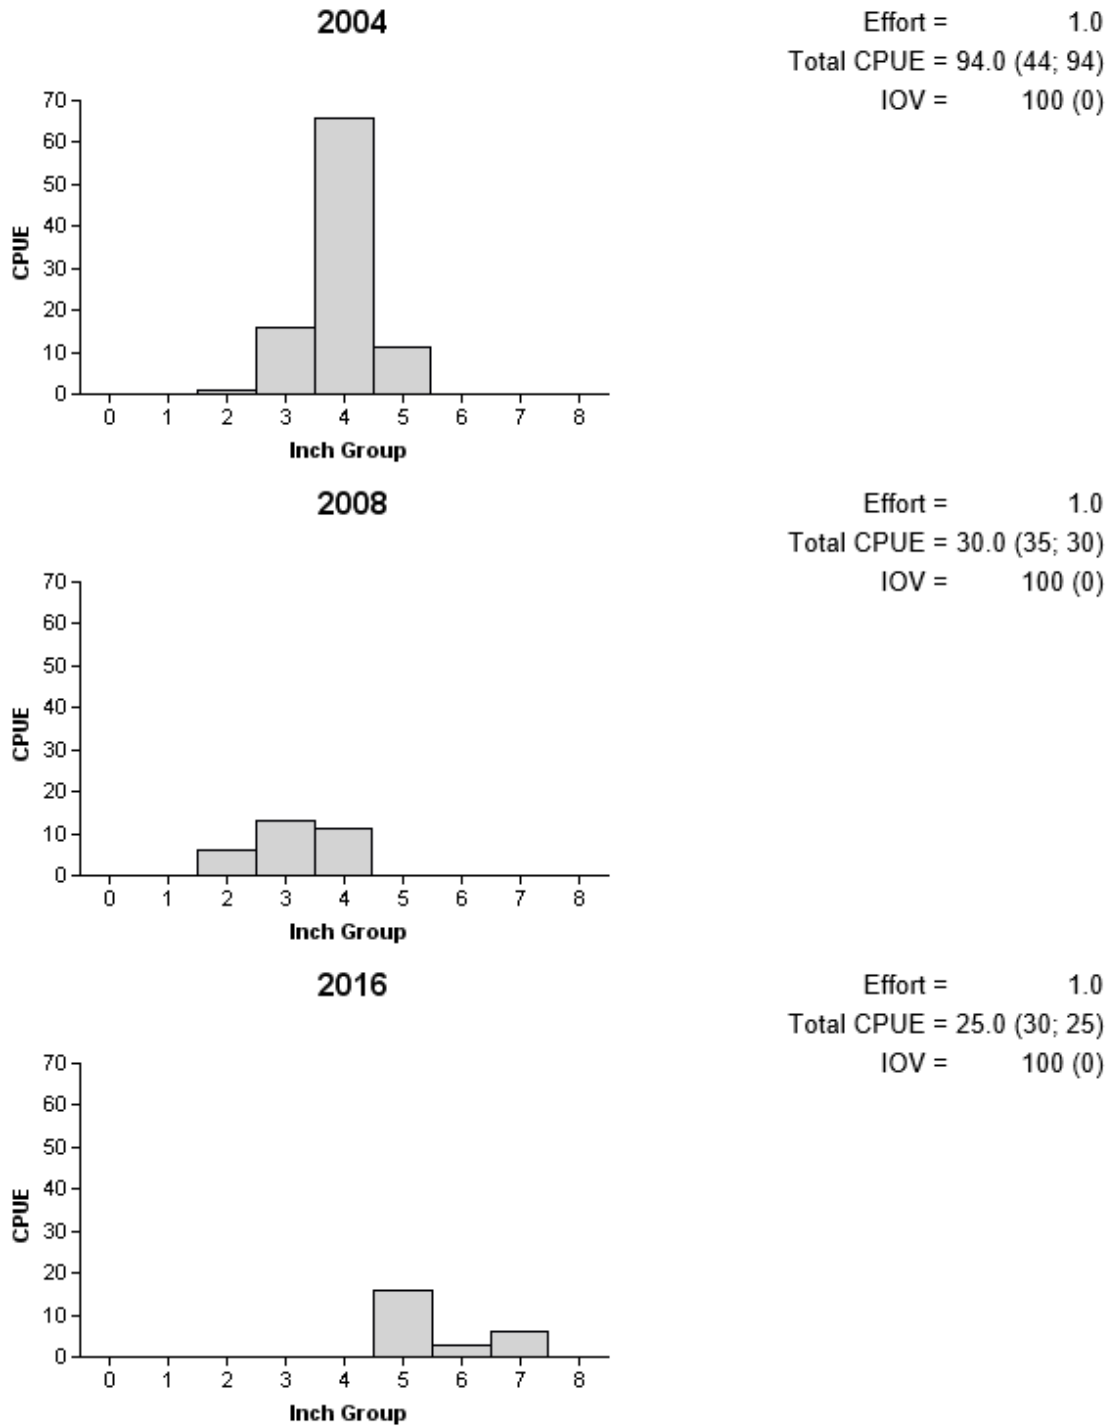 2004
Effort = 1.0
Total CPUE = 94.0 (44; 94)
IOV = 100 (0)
70
60
50
40
30
20
10
0
CPUE
0 1 2 3 4 5 6 7 8
Inch Group
2008
Effort = 1.0
Total CPUE = 30.0 (35; 30)
IOV = 100 (0)
70
60
50
40
30
20
10
0
CPUE
0 1 2 3 4 5 6 7 8
Inch Group
2016
Effort = 1.0
Total CPUE = 25.0 (30; 25)
IOV = 100 (0)
70
60
50
40
30
20
10
0
CPUE
0 1 2 3 4 5 6 7 8
Inch Group